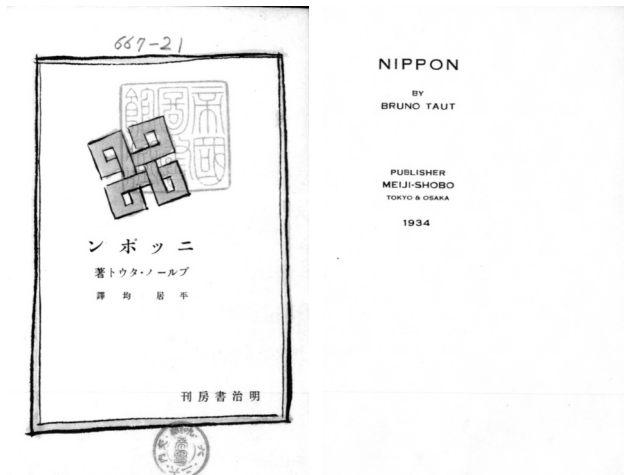 667-21
ニッポン
ブルーノ・タウト著
平居均譯
明治書房刊
NIPPON
BY
BRUNO TAUT
PUBLISHER
MEIJI-SHOBO
TOKYO & OSAKA
1934